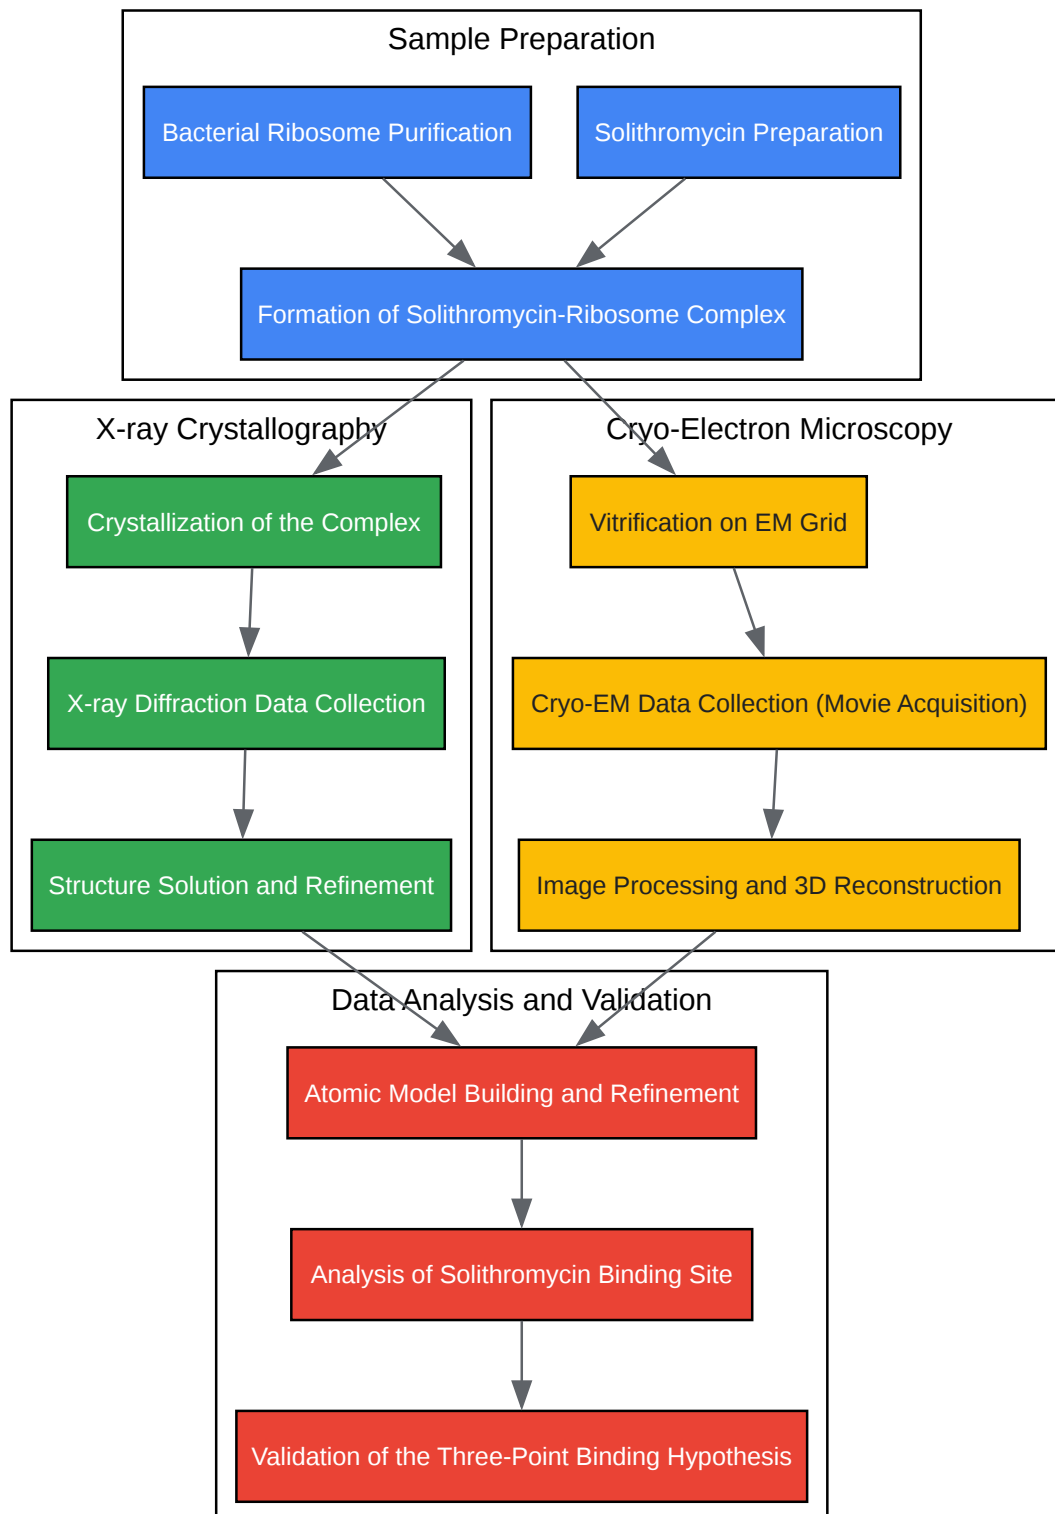 Sample Preparation
Bacterial Ribosome Purification
Solithromycin Preparation
Formation of Solithromycin-Ribosome Complex
X-ray Crystallography
Crystallization of the Complex
X-ray Diffraction Data Collection
Structure Solution and Refinement
Cryo-Electron Microscopy
Vitrification on EM Grid
Cryo-EM Data Collection (Movie Acquisition)
Image Processing and 3D Reconstruction
Data Analysis and Validation
Atomic Model Building and Refinement
Analysis of Solithromycin Binding Site
Validation of the Three-Point Binding Hypothesis